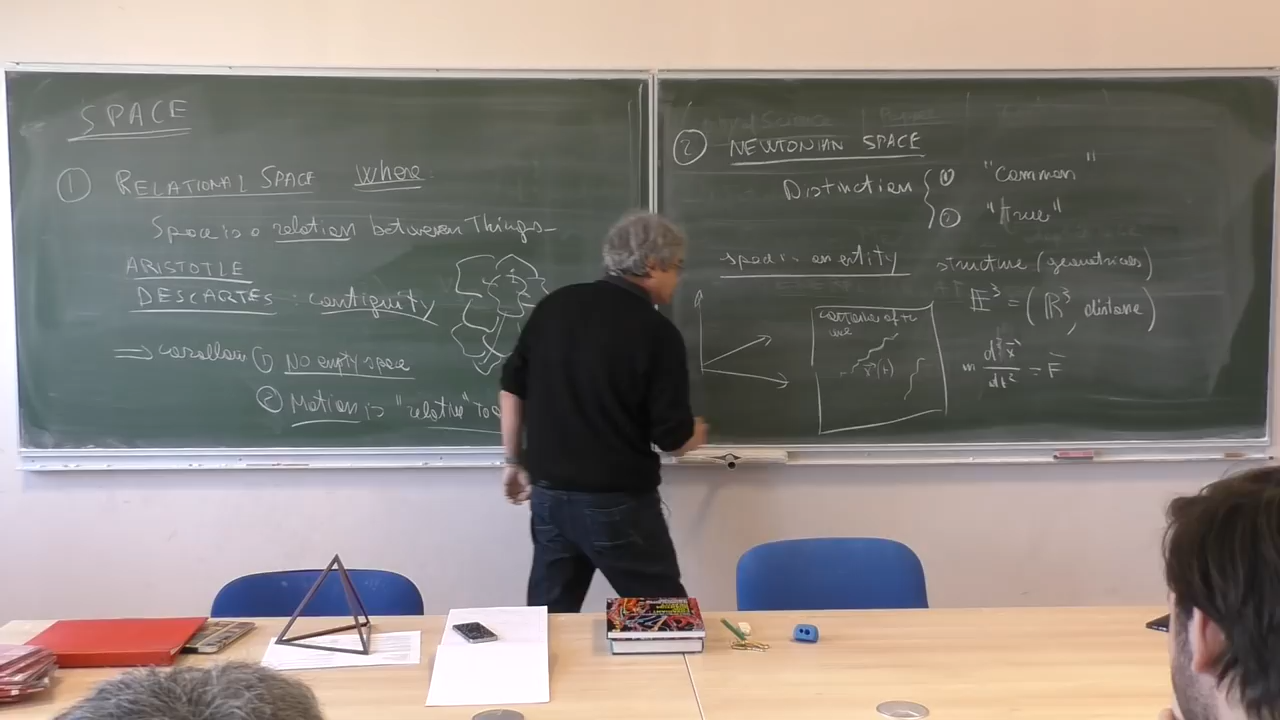 SPACE
① RELATIONAL SPACE Where
Space is a relation between Things
ARISTOTLE
DESCARTES : contiguity
⇒ corollary ① No empty space
② Motion is "relative" To
② NEWTONIAN SPACE
Distinction { ① "common"
② "true"
space is an entity structure (geometrical)
E³ = (R³, distance)
container of
x(t)
m d²x/dt² = F